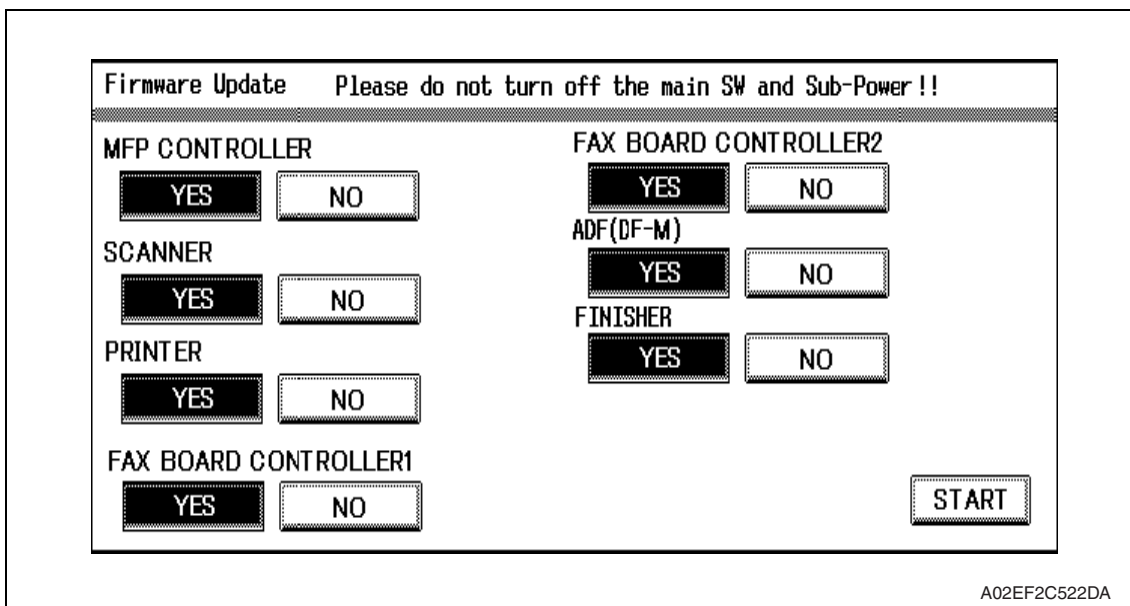 Firmware Update Please do not turn off the main SW and Sub-Power!!
MFP CONTROLLER
YES NO
SCANNER
YES NO
PRINTER
YES NO
FAX BOARD CONTROLLER1
YES NO
FAX BOARD CONTROLLER2
YES NO
ADF(DF-M)
YES NO
FINISHER
YES NO
START
A02EF2C522DA